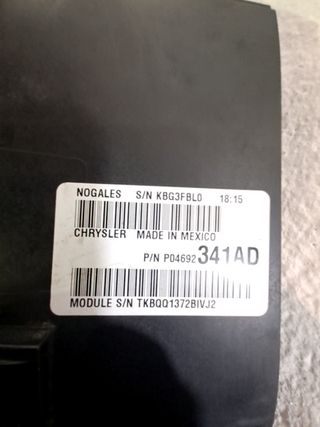 NOGALES S/N KBG3FBL0 18:15
CHRYSLER MADE IN MEXICO
P/N P04692341AD
MODULE S/N TKBQQ1372BIVJ2